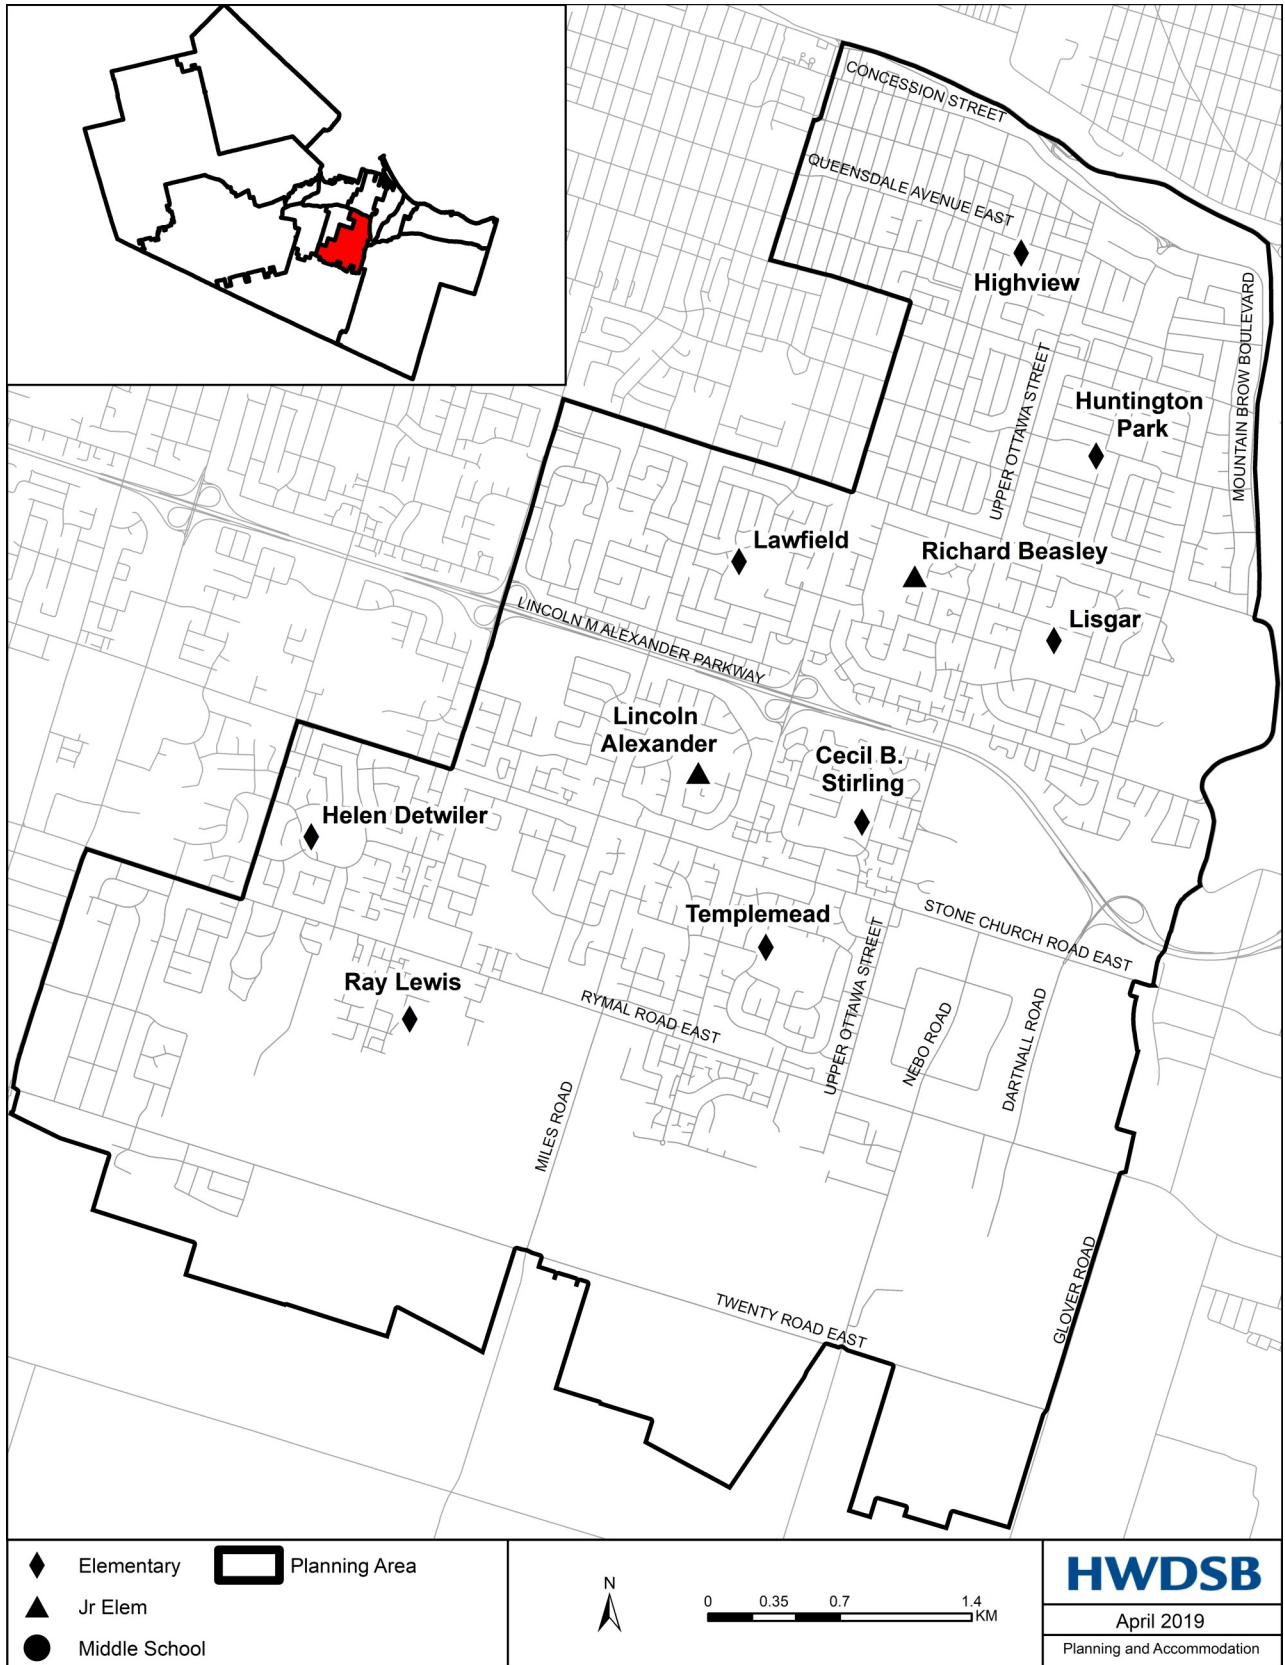 CONCESSION STREET
QUEENSDALE AVENUE EAST
Highview
MOUNTAIN BROW BOULEVARD
UPPER OTTAWA STREET
Huntington
Park
Lawfield
Richard Beasley
Lisgar
LINCOLN M ALEXANDER PARKWAY
Lincoln
Alexander
Cecil B.
Stirling
Helen Detwiler
Templemead
STONE CHURCH ROAD EAST
Ray Lewis
RYMAL ROAD EAST
UPPER OTTAWA STREET
NEBO ROAD
DARTNALL ROAD
MILES ROAD
GLOVER ROAD
TWENTY ROAD EAST
Elementary
Planning Area
Jr Elem
Middle School
N
0 0.35 0.7 1.4
KM
HWDSB
April 2019
Planning and Accommodation